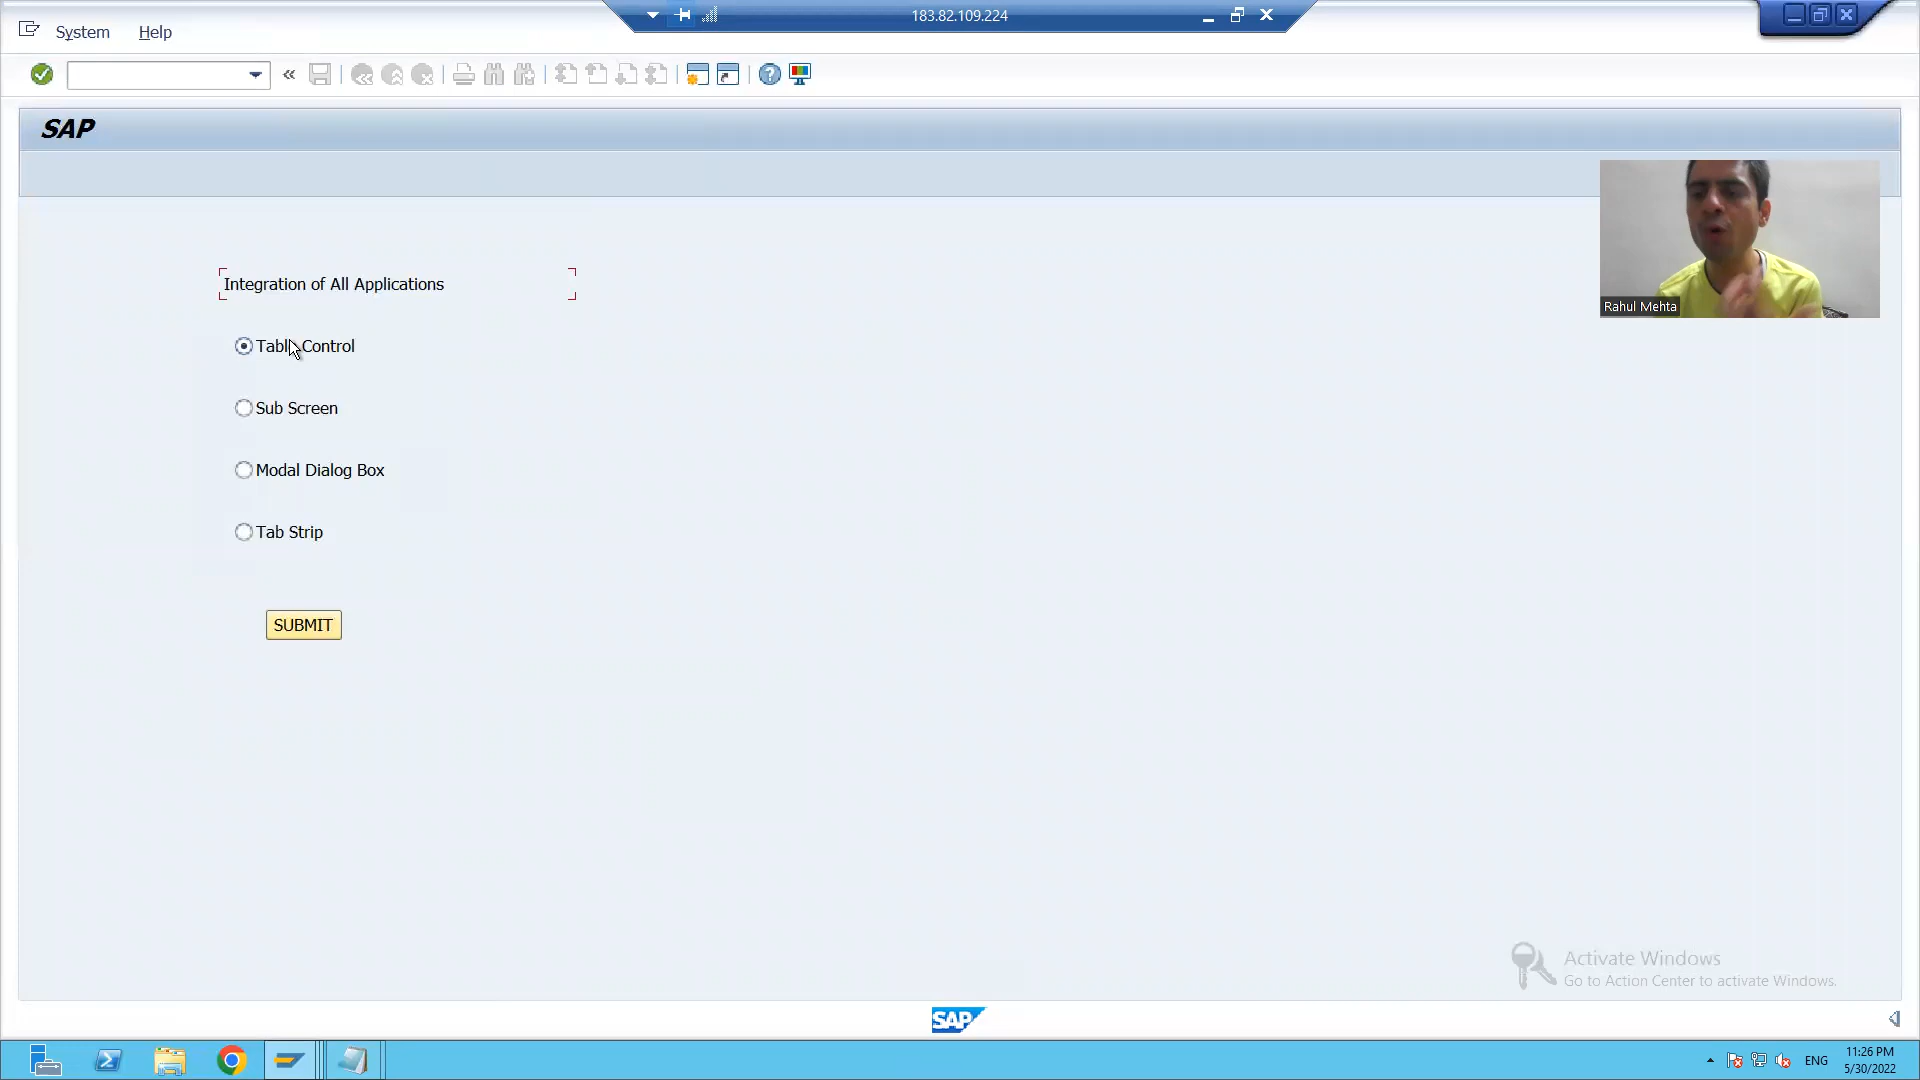 183.82.109.224
System Help
SAP
Rahul Mehta
Integration of All Applications
Table Control
Sub Screen
Modal Dialog Box
Tab Strip
SUBMIT
Activate Windows
Go to Action Center to activate Windows.
SAP
ENG
11:26 PM
5/30/2022